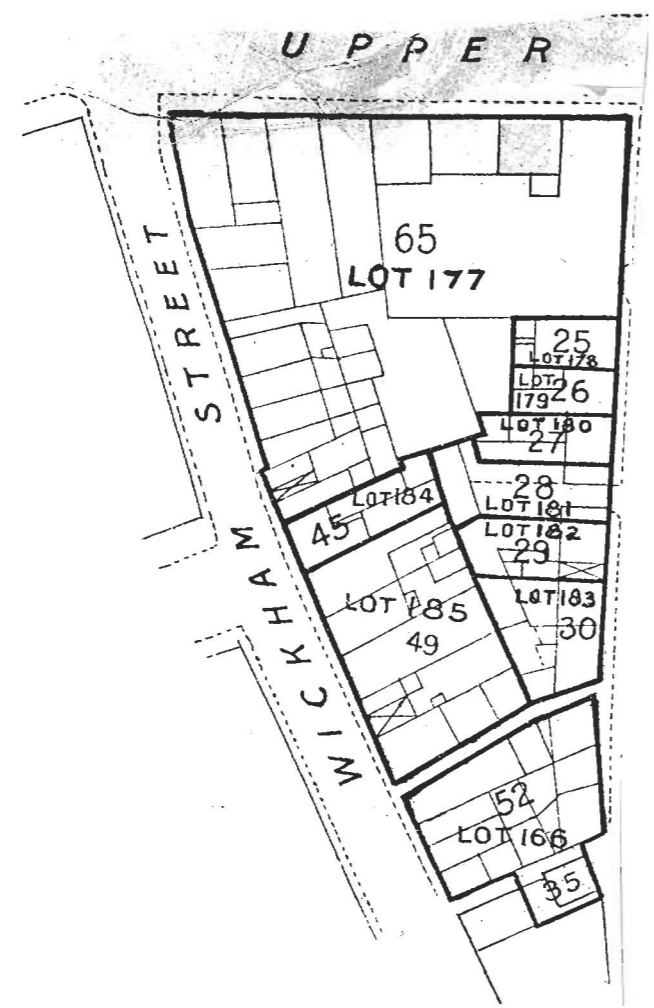 UPPER
65
LOT 177
25
LOT 178
LOT
179
26
LOT 180
27
28
LOT 181
LOT 182
29
LOT 183
30
LOT 184
45
LOT 185
49
52
LOT 166
35
WICKHAM STREET